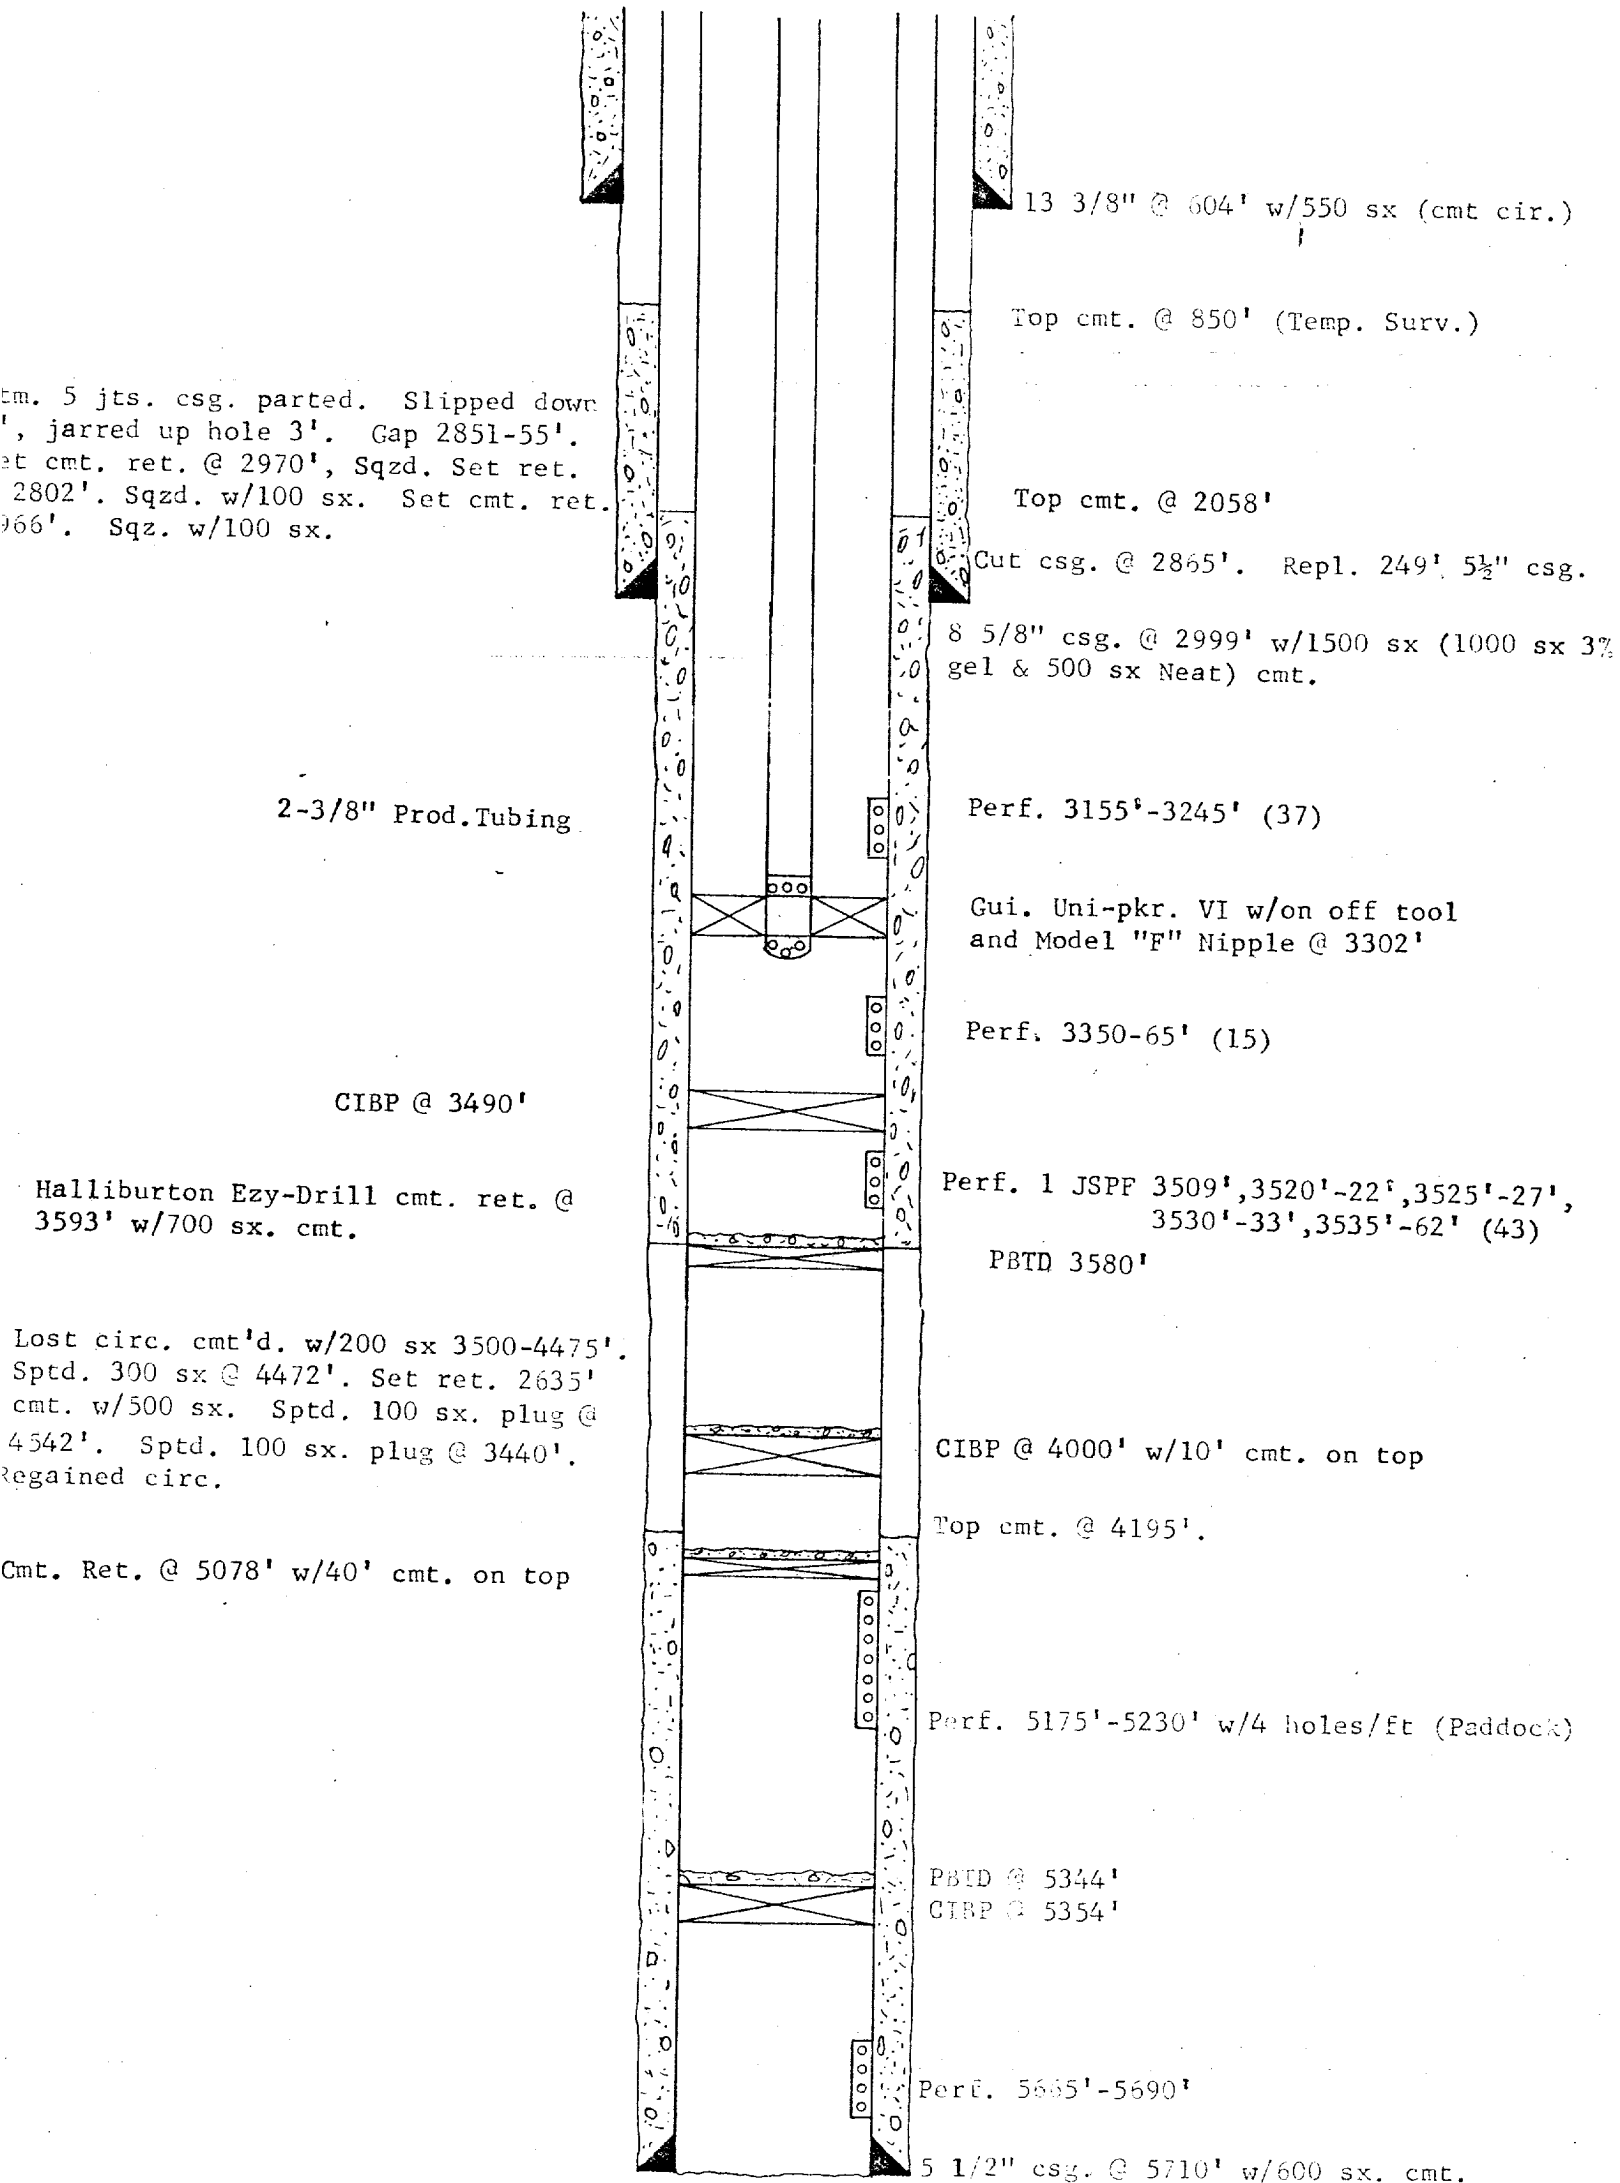 13 3/8" @ 604' w/550 sx (cmt cir.)
Top cmt. @ 850' (Temp. Surv.)
5 jts. csg. parted. Slipped down
', jarred up hole 3'. Gap 2851-55'.
cmt. ret. @ 2970', Sqzd. Set ret.
2802'. Sqzd. w/100 sx. Set cmt. ret.
966'. Sqz. w/100 sx.
Top cmt. @ 2058'
Cut csg. @ 2865'. Repl. 249' 5½" csg.
8 5/8" csg. @ 2999' w/1500 sx (1000 sx 3%
gel & 500 sx Neat) cmt.
2-3/8" Prod.Tubing
Perf. 3155'-3245' (37)
Gui. Uni-pkr. VI w/on off tool
and Model "F" Nipple @ 3302'
Perf. 3350-65' (15)
CIBP @ 3490'
Halliburton Ezy-Drill cmt. ret. @
3593' w/700 sx. cmt.
Perf. 1 JSPF 3509',3520'-22',3525'-27',
3530'-33',3535'-62' (43)
PBTD 3580'
Lost circ. cmt'd. w/200 sx 3500-4475'.
Sptd. 300 sx @ 4472'. Set ret. 2635'
cmt. w/500 sx. Sptd. 100 sx. plug @
4542'. Sptd. 100 sx. plug @ 3440'.
Regained circ.
CIBP @ 4000' w/10' cmt. on top
Top cmt. @ 4195'.
Cmt. Ret. @ 5078' w/40' cmt. on top
Perf. 5175'-5230' w/4 holes/ft (Paddock)
PBTD @ 5344'
CIBP @ 5354'
Perf. 5665'-5690'
5 1/2" csg. @ 5710' w/600 sx. cmt.